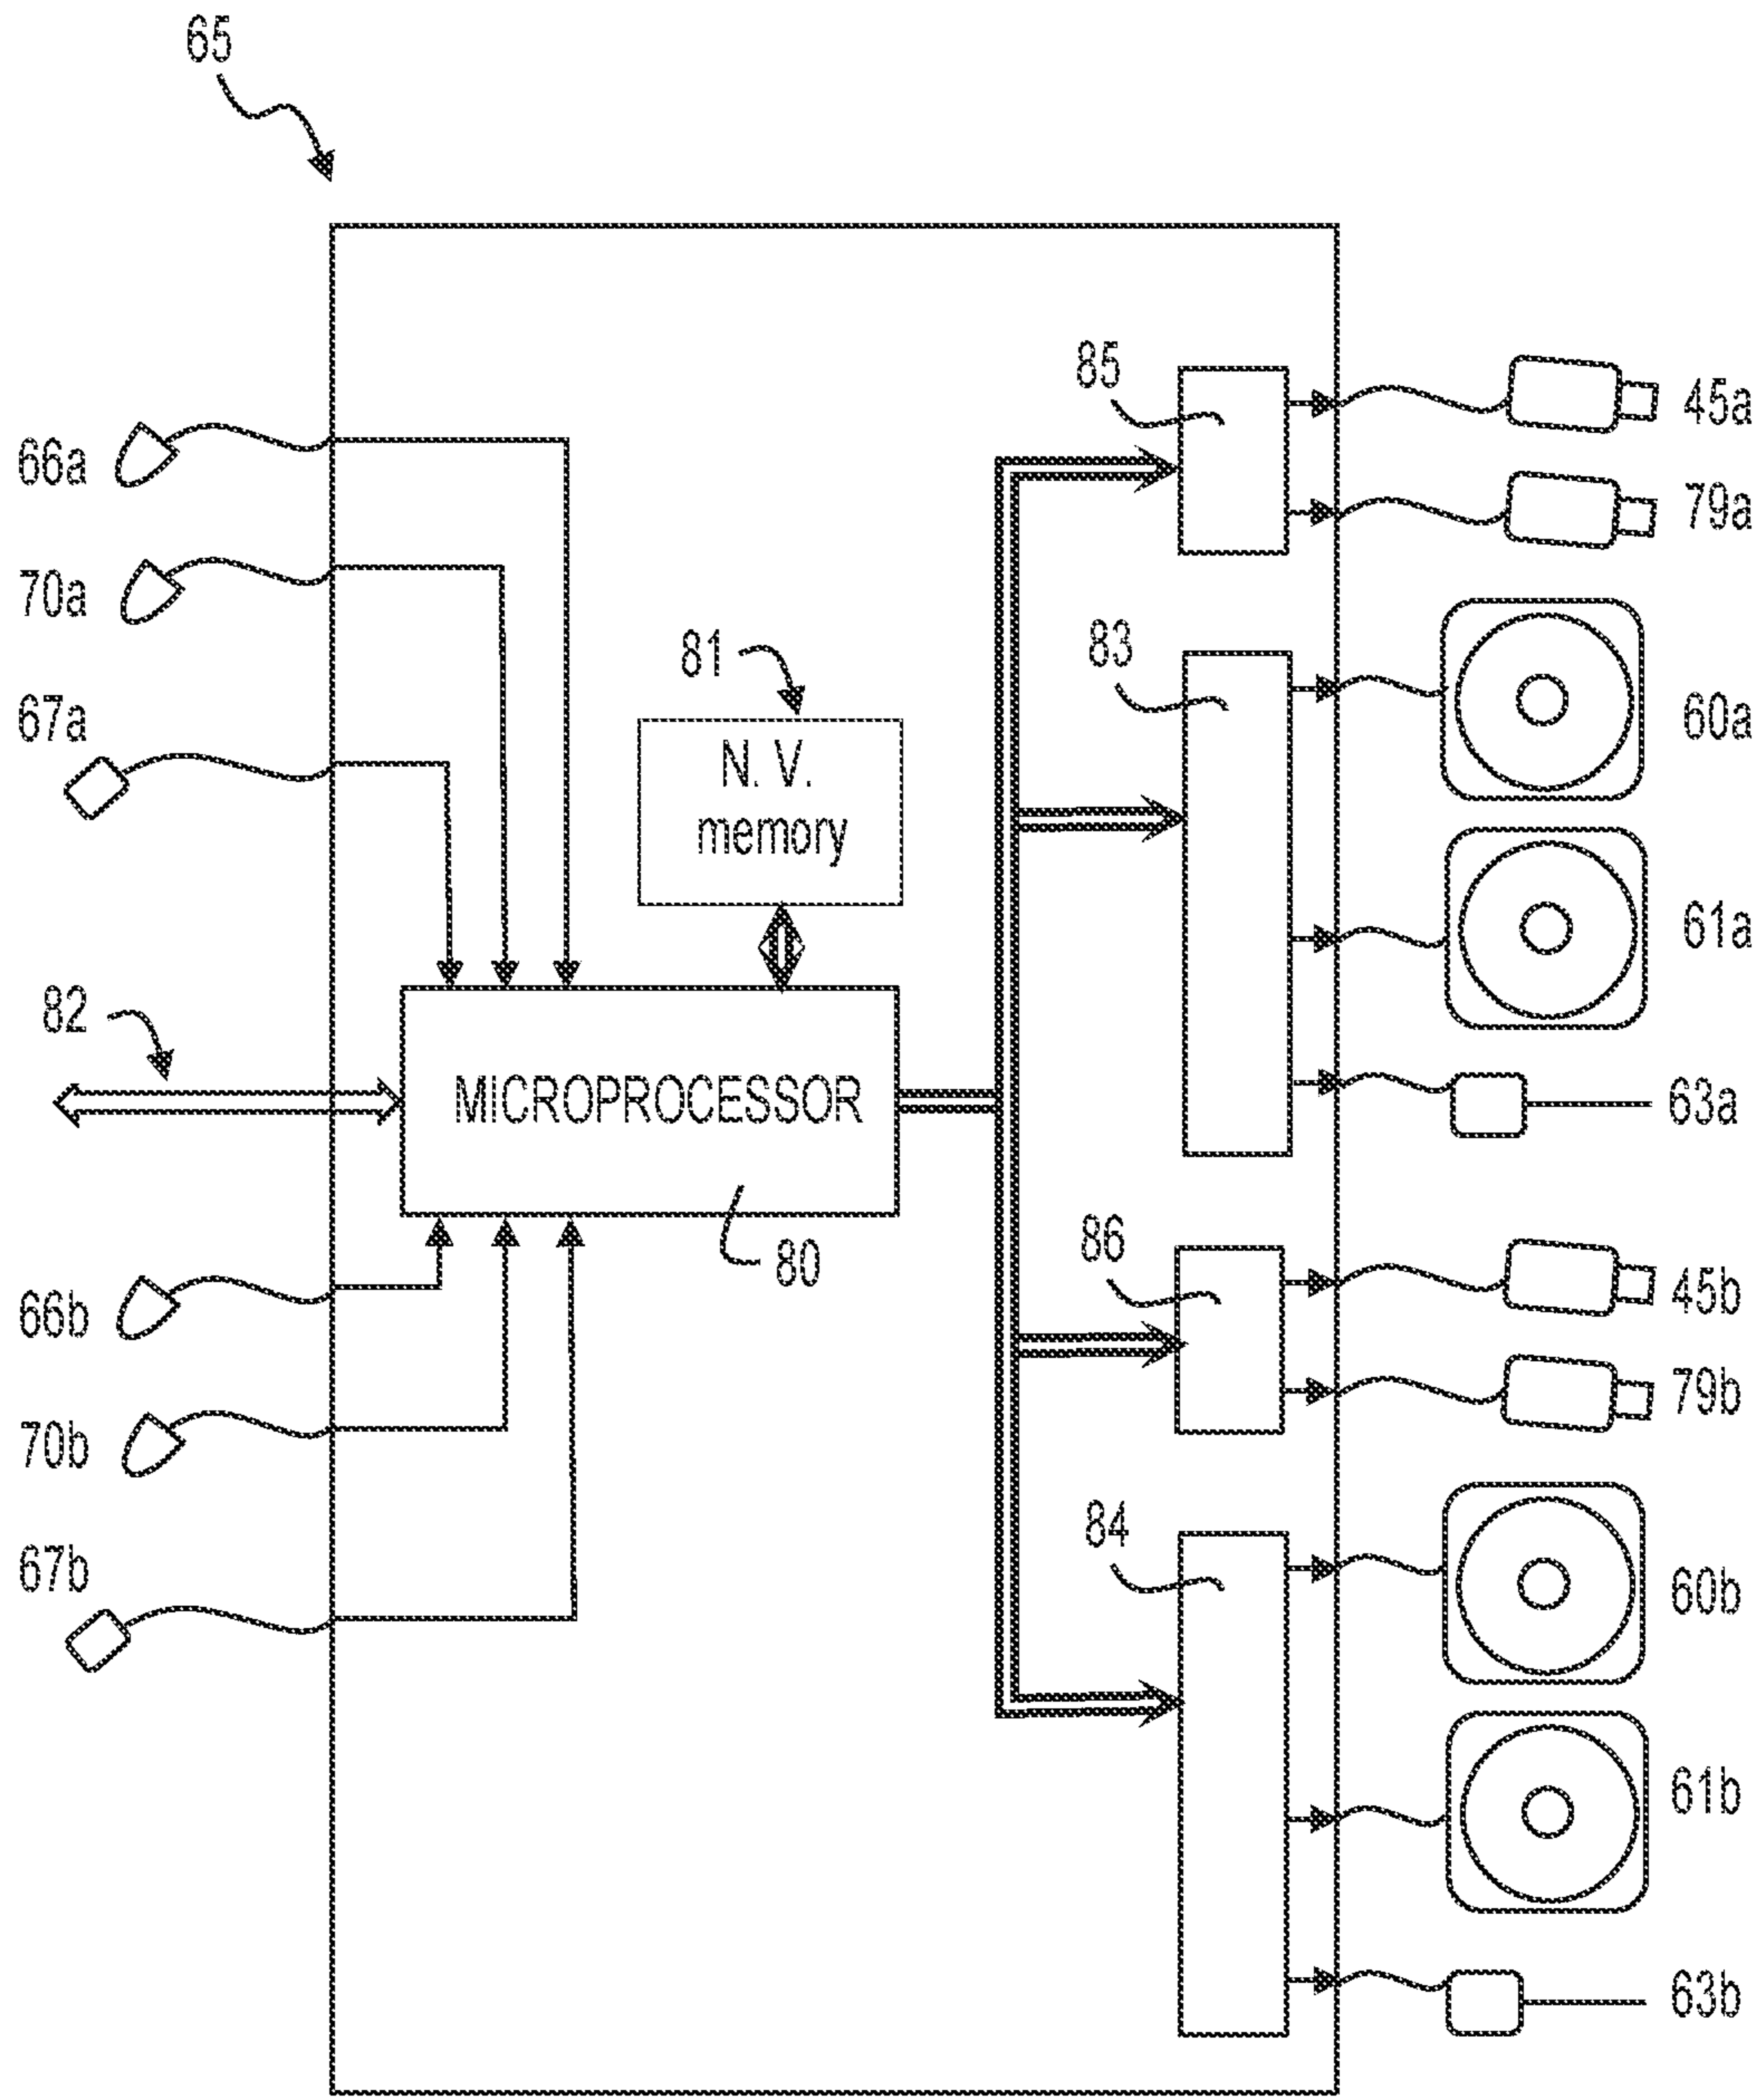 65
85
45a
66a
79a
70a
81
83
67a
60a
N. V.
memory
61a
82
MICROPROCESSOR
63a
80
86
66b
45b
79b
70b
84
67b
60b
61b
63b